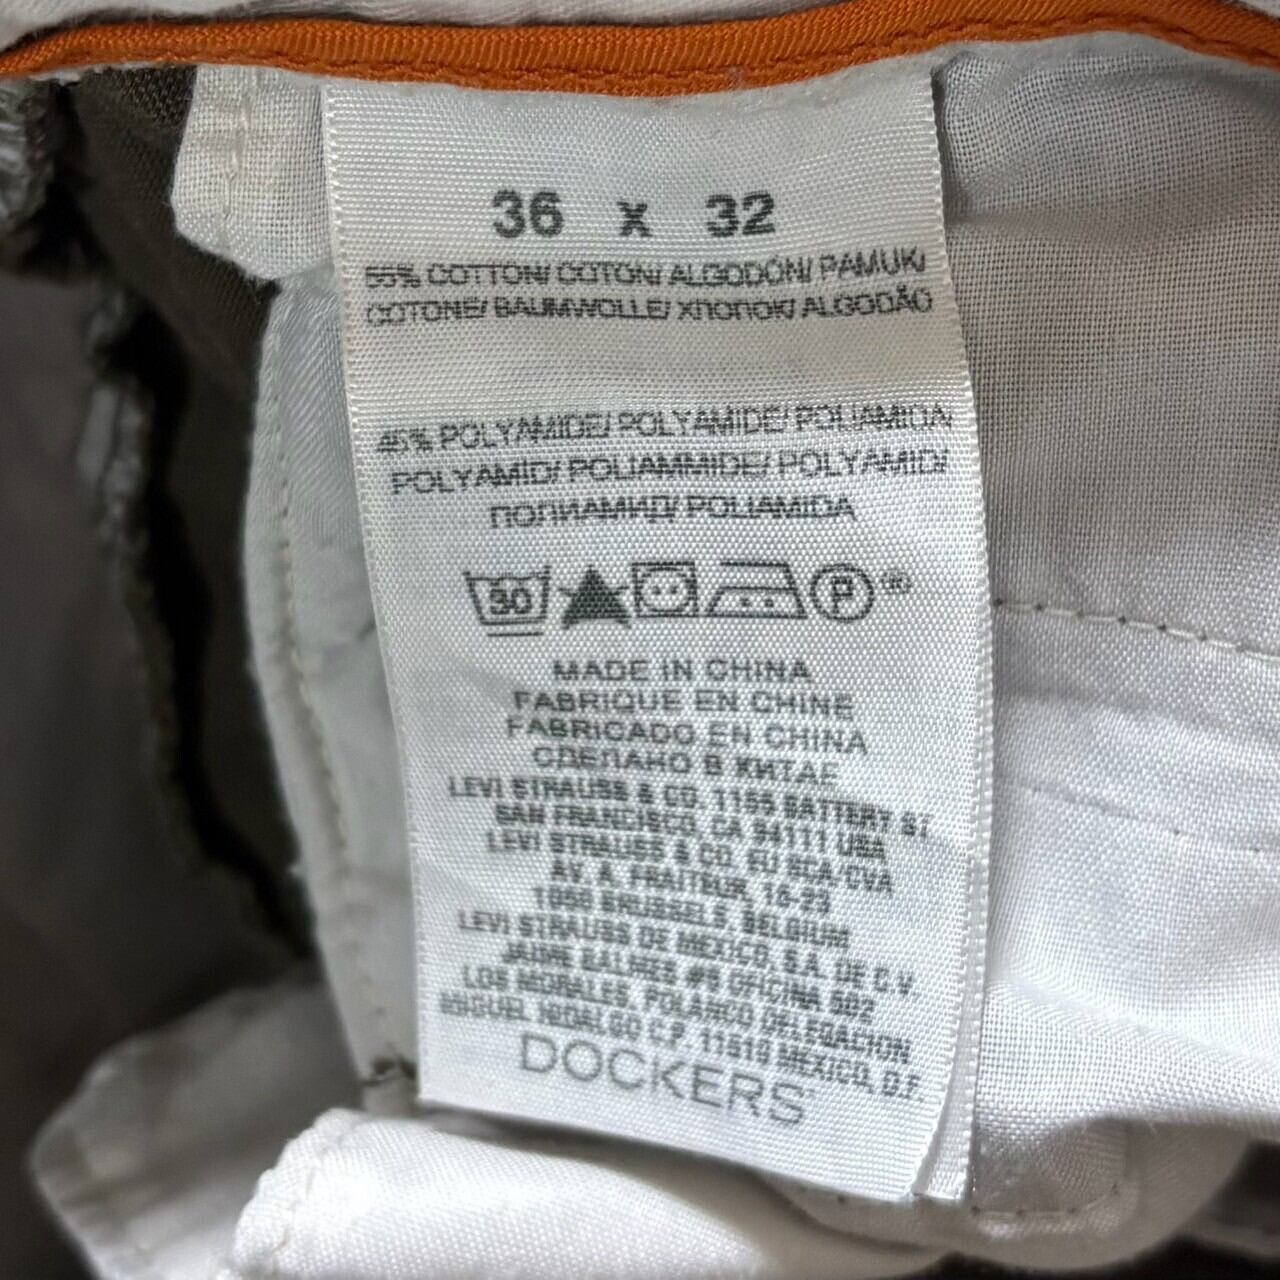 36 x 32
55% COTTON/ COTON/ ALGODÓN/ PAMUK/
COTONE/ BAUMWOLLE/ ХЛОПОК/ ALGODÃO
45% POLYAMIDE/ POLYAMIDE/ POLIAMIDA/
POLYAMİD/ POLIAMMIDE/ POLYAMID/
ПОЛИАМИД/ POLIAMIDA
30
P ®
MADE IN CHINA
FABRIQUE EN CHINE
FABRICADO EN CHINA
СДЕЛАНО В КИТАЕ
LEVI STRAUSS & CO. 1155 BATTERY ST
SAN FRANCISCO, CA 94111 USA
LEVI STRAUSS & CO. EU SCA/CVA
AV. A. FRAITEUR, 15-23
1050 BRUSSELS, BELGIUM
LEVI STRAUSS DE MEXICO, S.A. DE C.V.
JAIME BALMES #8 OFICINA 502
LOS MORALES, POLANCO DELEGACION
MIGUEL HIDALGO C.P. 11510 MEXICO, D.F.
DOCKERS